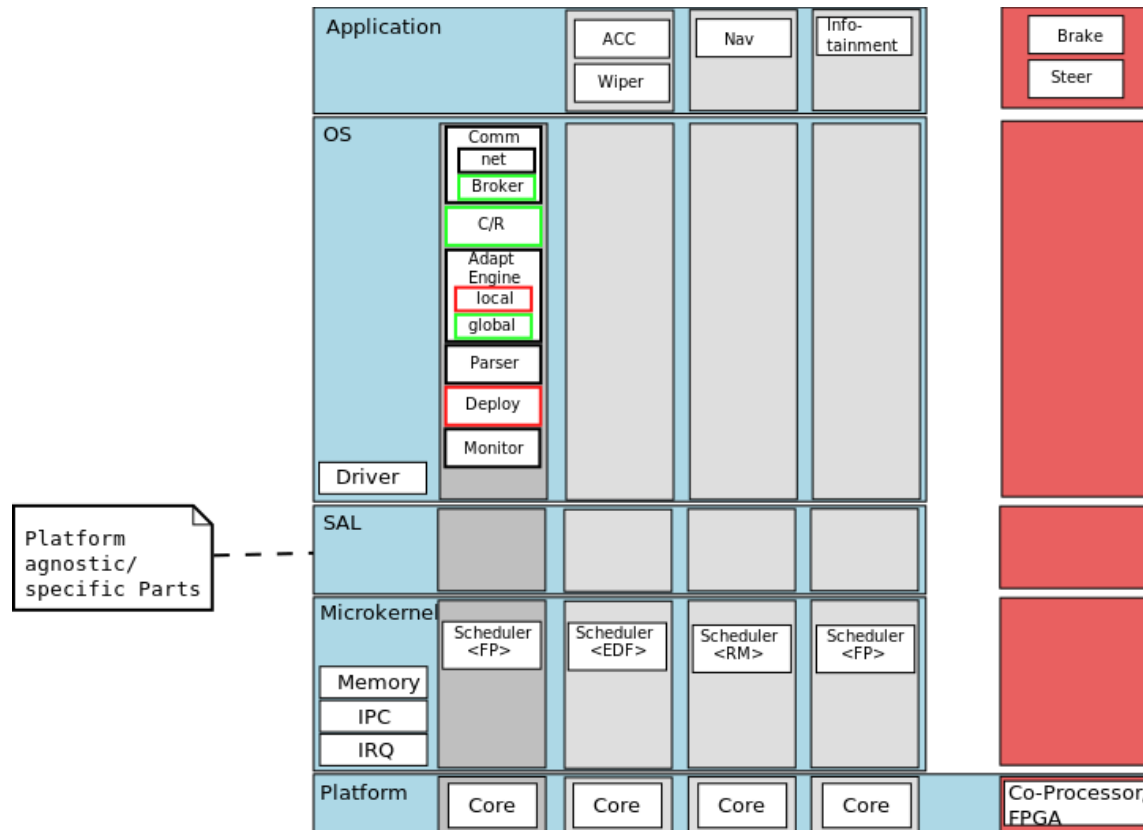 Application
ACC
Wiper
Nav
Info-
tainment
Brake
Steer
OS
Comm
net
Broker
C/R
Adapt
Engine
local
global
Parser
Deploy
Monitor
Driver
Platform
agnostic/
specific Parts
SAL
Microkernel
Memory
IPC
IRQ
Scheduler
<FP>
Scheduler
<EDF>
Scheduler
<RM>
Scheduler
<FP>
Platform
Core
Core
Core
Core
Co-Processor,
FPGA